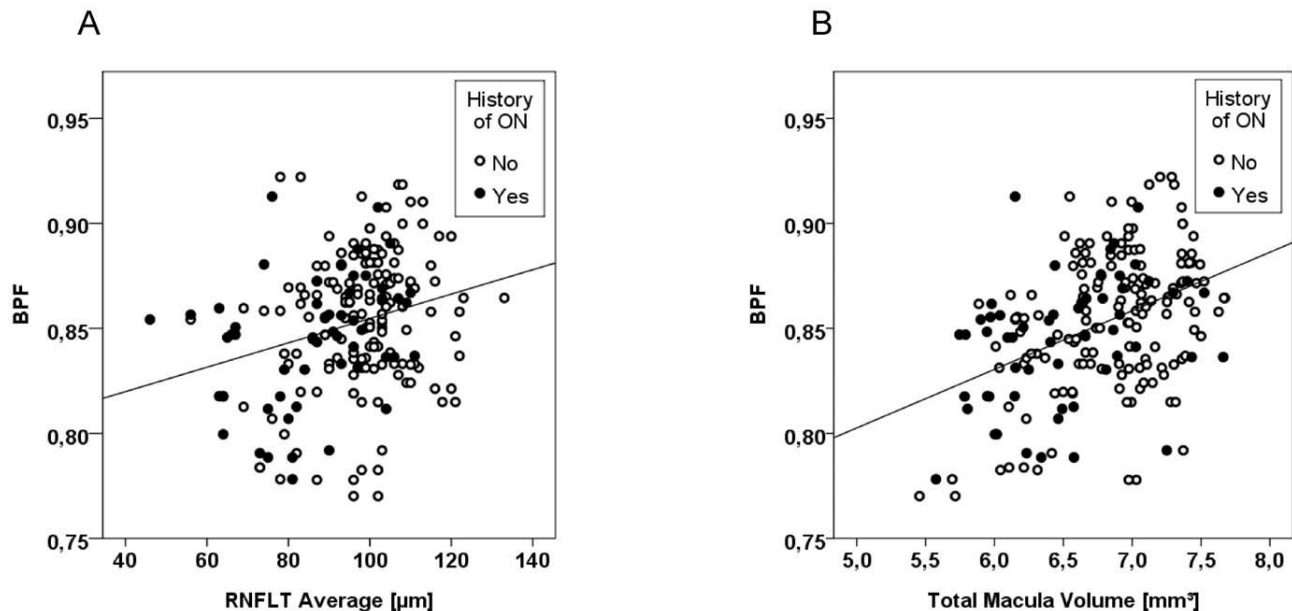 A
BPF
0,95
0,90
0,85
0,80
0,75
History
of ON
No
Yes
40 60 80 100 120 140
RNFLT Average [µm]
B
BPF
0,95
0,90
0,85
0,80
0,75
History
of ON
No
Yes
5,0 5,5 6,0 6,5 7,0 7,5 8,0
Total Macula Volume [mm³]